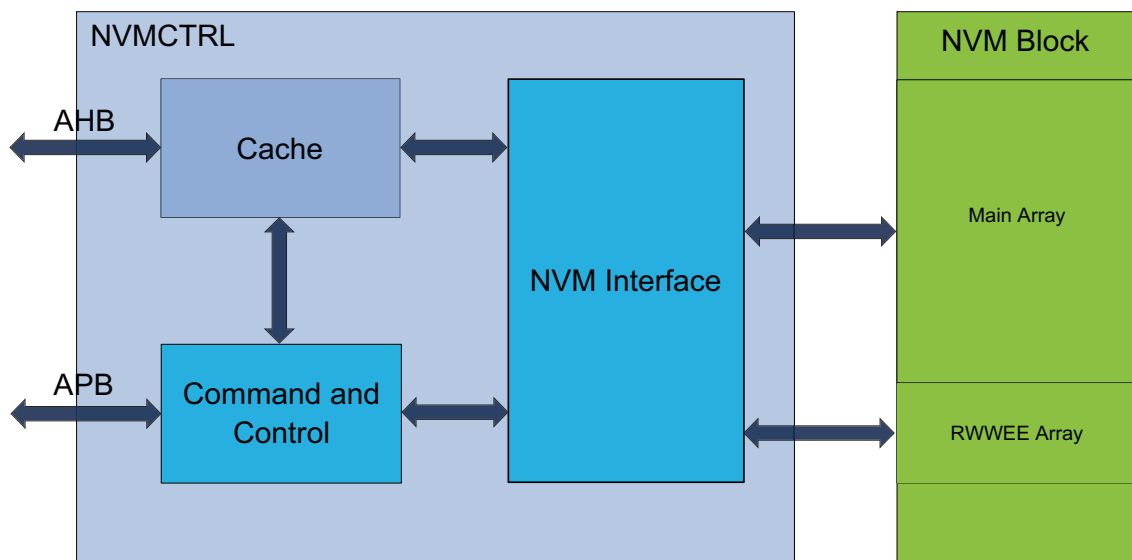 NVMCTRL
NVM Block
AHB
Cache
Main Array
NVM Interface
APB
Command and
Control
RWWEE Array